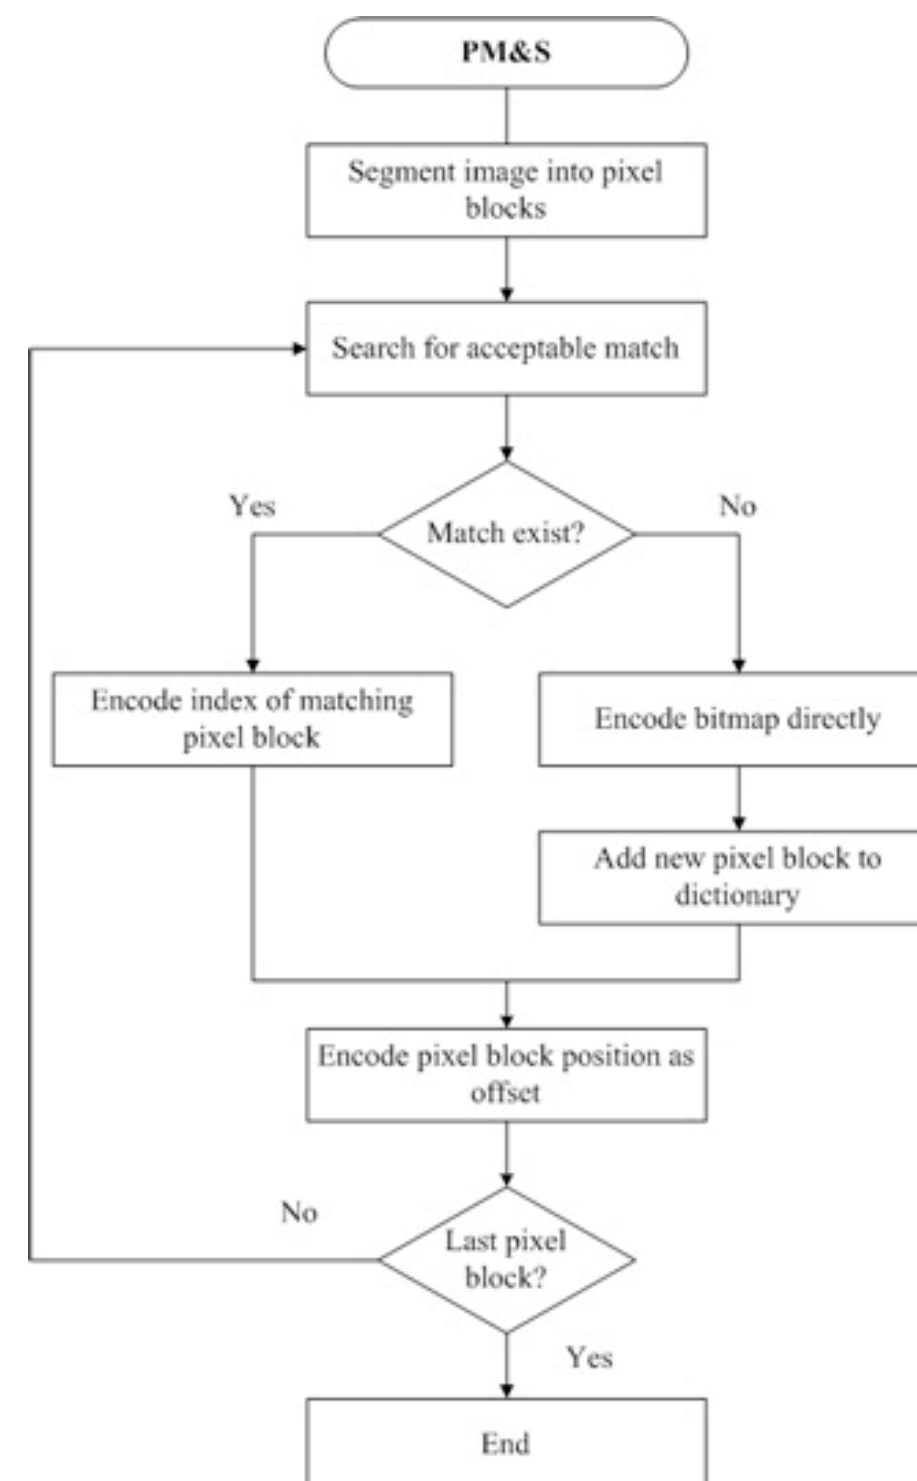 PM&S
Segment image into pixel
blocks
Search for acceptable match
Yes
No
Match exist?
Encode index of matching
pixel block
Encode bitmap directly
Add new pixel block to
dictionary
Encode pixel block position as
offset
No
Last pixel
block?
Yes
End